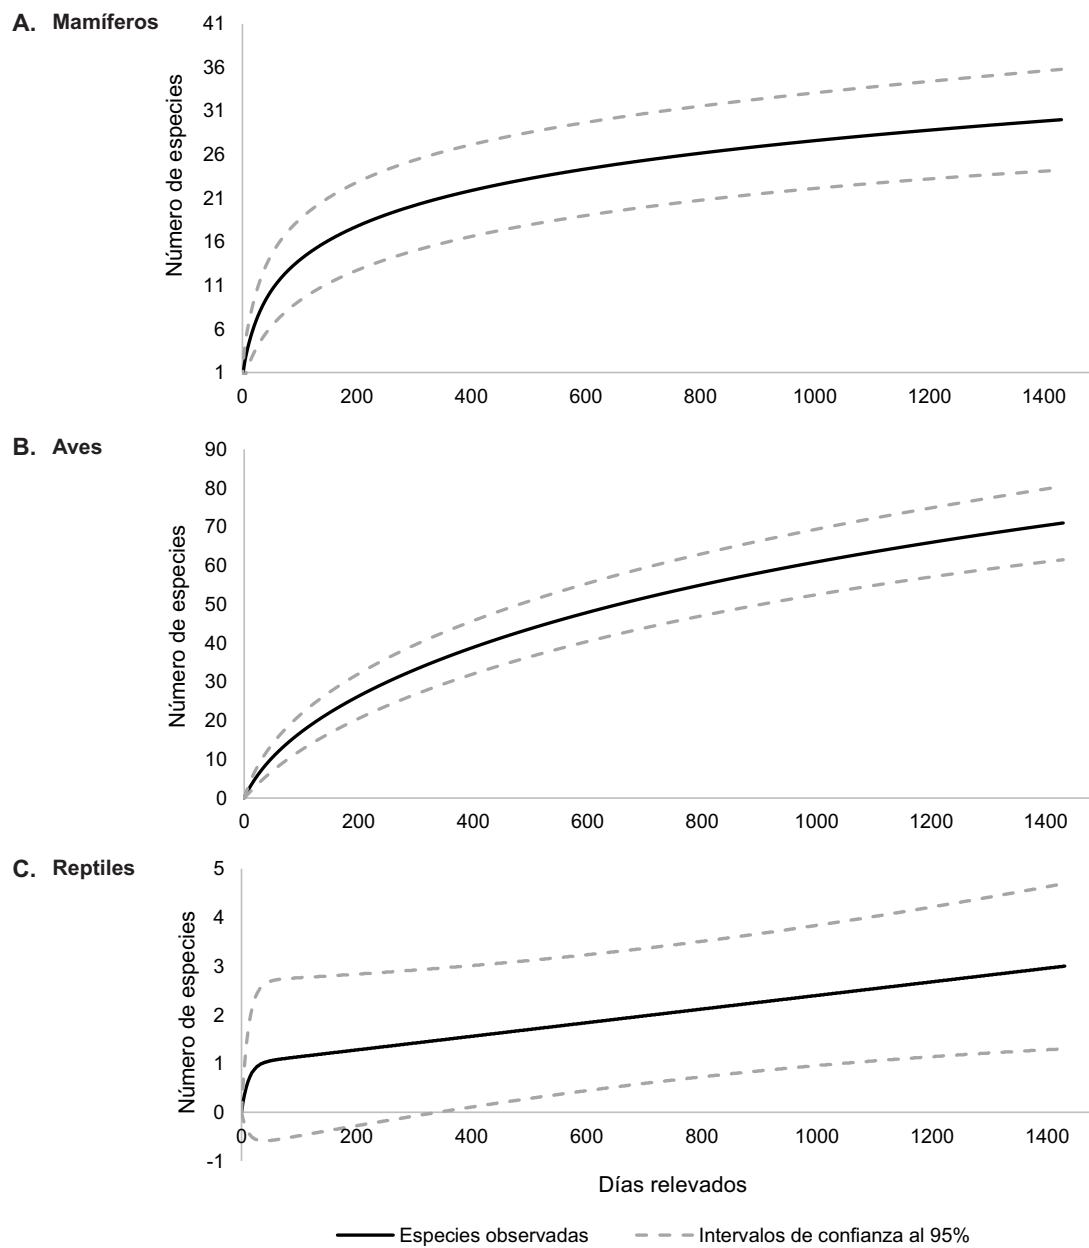 A. Mamíferos
Número de especies
41
36
31
26
21
16
11
6
1
0 200 400 600 800 1000 1200 1400
B. Aves
Número de especies
90
80
70
60
50
40
30
20
10
0
0 200 400 600 800 1000 1200 1400
C. Reptiles
Número de especies
5
4
3
2
1
0
-1
0 200 400 600 800 1000 1200 1400
Días relevados
Especies observadas Intervalos de confianza al 95%